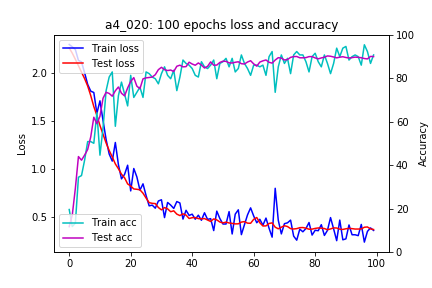 a4_020: 100 epochs loss and accuracy
Train loss
Test loss
Train acc
Test acc
Loss
2.0
1.5
1.0
0.5
Accuracy
100
80
60
40
20
0
0
20
40
60
80
100